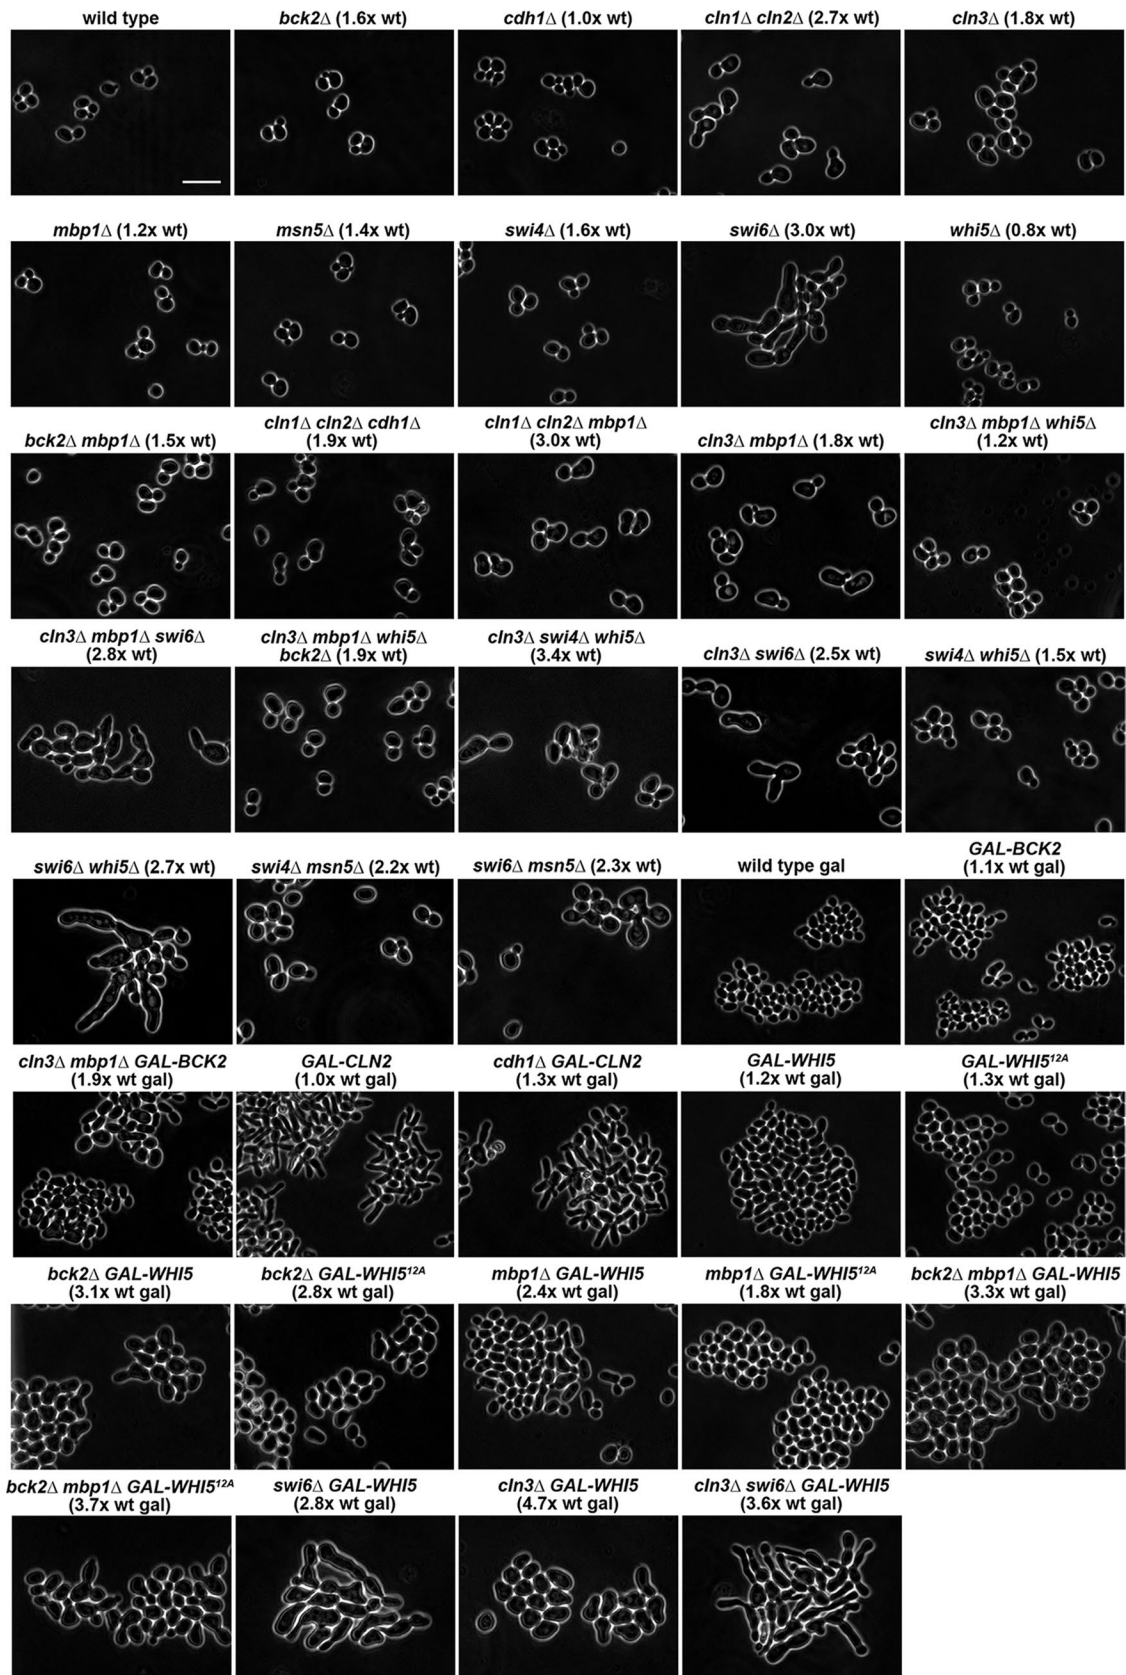 wild type
bck2Δ (1.6x wt)
cdh1Δ (1.0x wt)
cln1Δ cln2Δ (2.7x wt)
cln3Δ (1.8x wt)
mbp1Δ (1.2x wt)
msn5Δ (1.4x wt)
swi4Δ (1.6x wt)
swi6Δ (3.0x wt)
whi5Δ (0.8x wt)
bck2Δ mbp1Δ (1.5x wt)
cln1Δ cln2Δ cdh1Δ
(1.9x wt)
cln1Δ cln2Δ mbp1Δ
(3.0x wt)
cln3Δ mbp1Δ (1.8x wt)
cln3Δ mbp1Δ whi5Δ
(1.2x wt)
cln3Δ mbp1Δ swi6Δ
(2.8x wt)
cln3Δ mbp1Δ whi5Δ
bck2Δ (1.9x wt)
cln3Δ swi4Δ whi5Δ
(3.4x wt)
cln3Δ swi6Δ (2.5x wt)
swi4Δ whi5Δ (1.5x wt)
swi6Δ whi5Δ (2.7x wt)
swi4Δ msn5Δ (2.2x wt)
swi6Δ msn5Δ (2.3x wt)
wild type gal
GAL-BCK2
(1.1x wt gal)
cln3Δ mbp1Δ GAL-BCK2
(1.9x wt gal)
GAL-CLN2
(1.0x wt gal)
cdh1Δ GAL-CLN2
(1.3x wt gal)
GAL-WHI5
(1.2x wt gal)
GAL-WHI5¹²ᴬ
(1.3x wt gal)
bck2Δ GAL-WHI5
(3.1x wt gal)
bck2Δ GAL-WHI5¹²ᴬ
(2.8x wt gal)
mbp1Δ GAL-WHI5
(2.4x wt gal)
mbp1Δ GAL-WHI5¹²ᴬ
(1.8x wt gal)
bck2Δ mbp1Δ GAL-WHI5
(3.3x wt gal)
bck2Δ mbp1Δ GAL-WHI5¹²ᴬ
(3.7x wt gal)
swi6Δ GAL-WHI5
(2.8x wt gal)
cln3Δ GAL-WHI5
(4.7x wt gal)
cln3Δ swi6Δ GAL-WHI5
(3.6x wt gal)